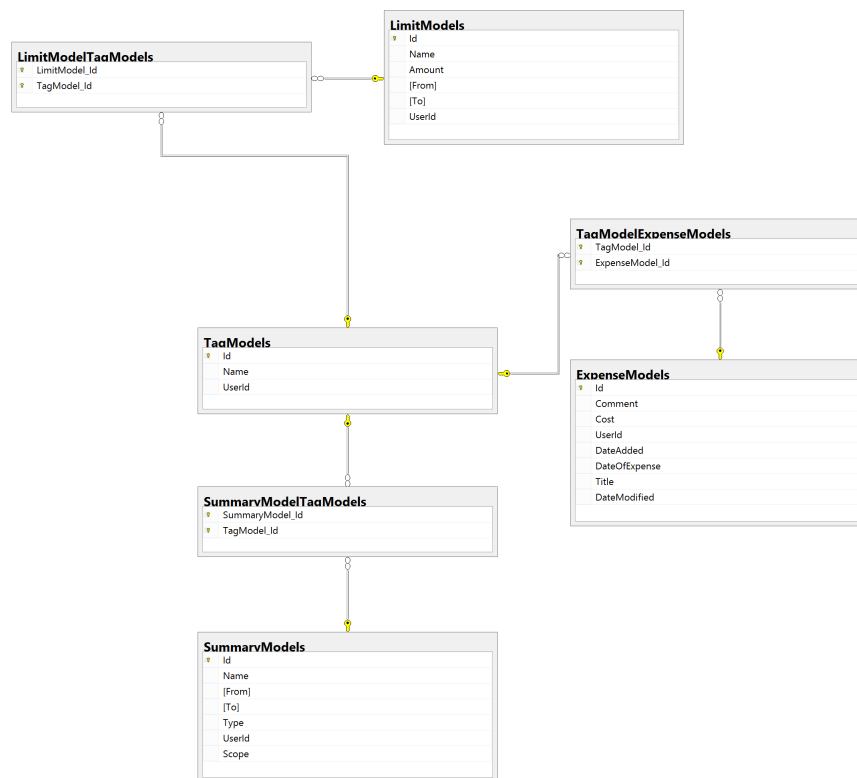 LimitModels
Id
Name
Amount
[From]
[To]
UserId
LimitModelTagModels
LimitModel_Id
TagModel_Id
TagModelExpenseModels
TagModel_Id
ExpenseModel_Id
TagModels
Id
Name
UserId
ExpenseModels
Id
Comment
Cost
UserId
DateAdded
DateOfExpense
Title
DateModified
SummaryModelTagModels
SummaryModel_Id
TagModel_Id
SummaryModels
Id
Name
[From]
[To]
Type
UserId
Scope